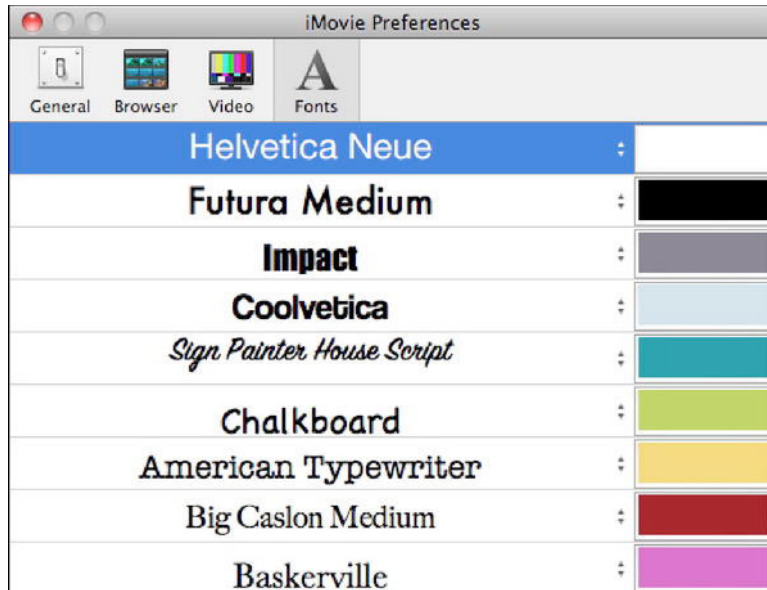 iMovie Preferences
General Browser Video Fonts
Helvetica Neue
Futura Medium
Impact
Coolvetica
Sign Painter House Script
Chalkboard
American Typewriter
Big Caslon Medium
Baskerville